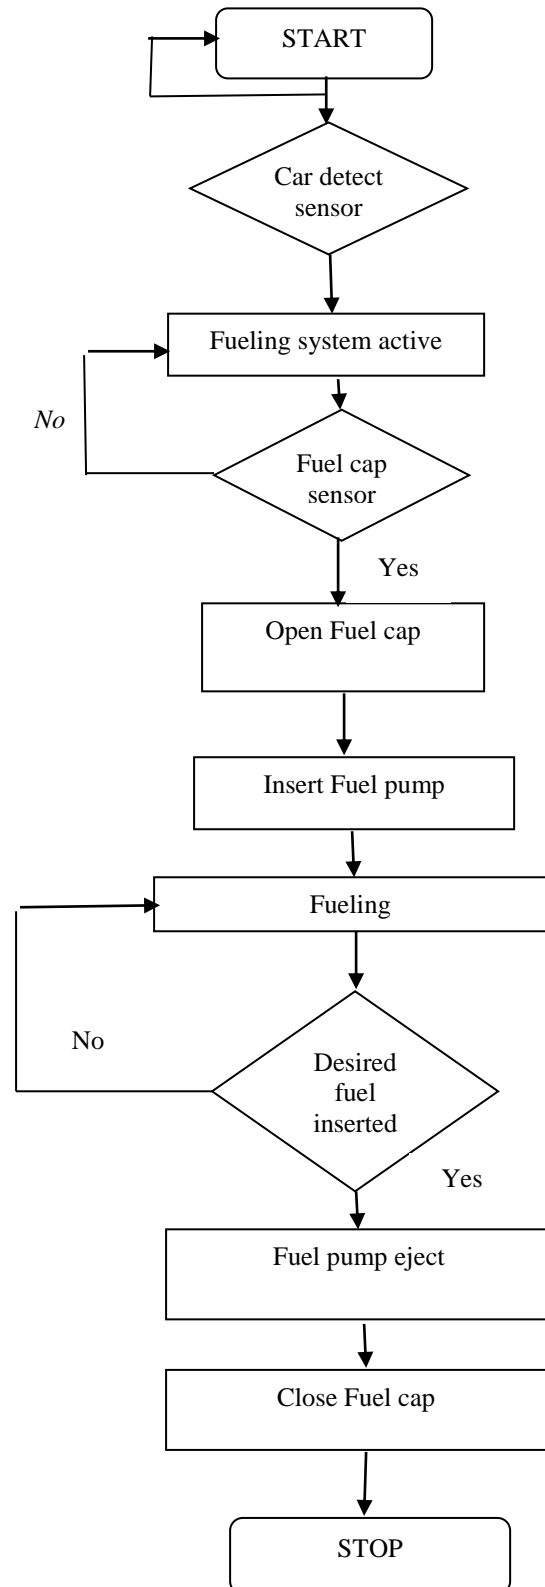 START
Car detect
sensor
Fueling system active
No
Fuel cap
sensor
Yes
Open Fuel cap
Insert Fuel pump
Fueling
No
Desired
fuel
inserted
Yes
Fuel pump eject
Close Fuel cap
STOP